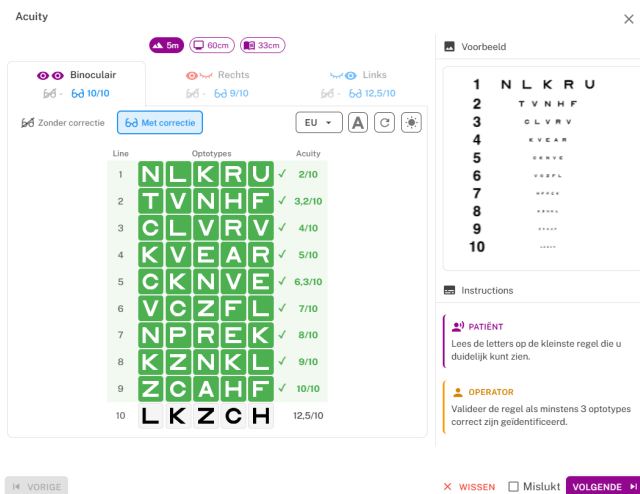 Acuity
5m 60cm 33cm
Binoculair Rechts Links
- 10/10 - 9/10 - 12,5/10
Zonder correctie Met correctie EU A
Line Optotypes Acuity
1 N L K R U 2/10
2 T V N H F 3,2/10
3 C L V R V 4/10
4 K V E A R 5/10
5 C K N V E 6,3/10
6 V C Z F L 7/10
7 N P R E K 8/10
8 K Z N K L 9/10
9 Z C A H F 10/10
10 L K Z C H 12,5/10
VORIGE
Voorbeeld
1 N L K R U
2 T V N H F
3 C L V R V
4 K V E A R
5 C K N V E
6 V C Z F L
7
8
9
10
Instructions
PATIËNT
Lees de letters op de kleinste regel die u
duidelijk kunt zien.
OPERATOR
Valideer de regel als minstens 3 optotypes
correct zijn geïdentificeerd.
WISSEN Mislukt VOLGENDE